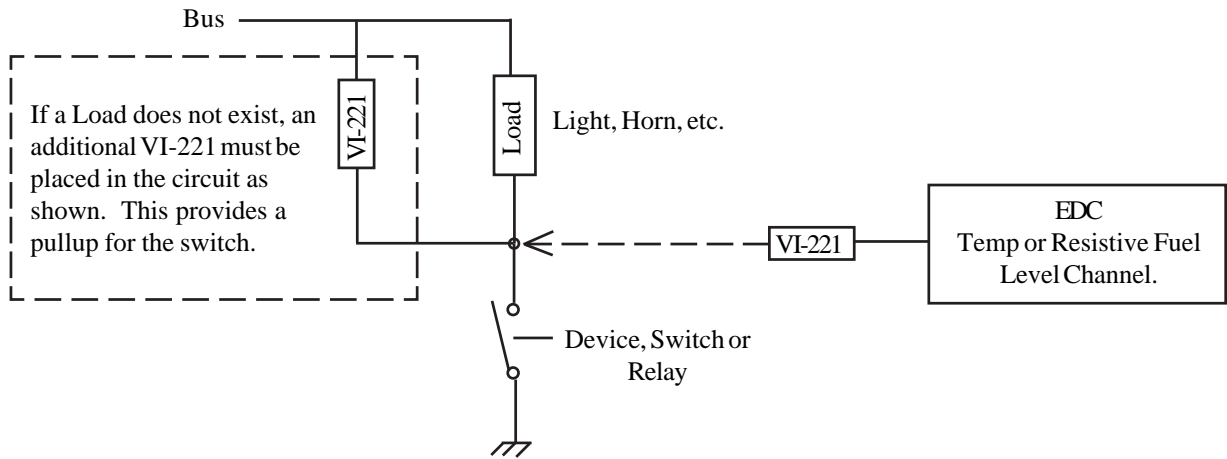 Bus
If a Load does not exist, an
additional VI-221 must be
placed in the circuit as
shown. This provides a
pullup for the switch.
VI-221
Load
Light, Horn, etc.
VI-221
EDC
Temp or Resistive Fuel
Level Channel.
Device, Switch or
Relay